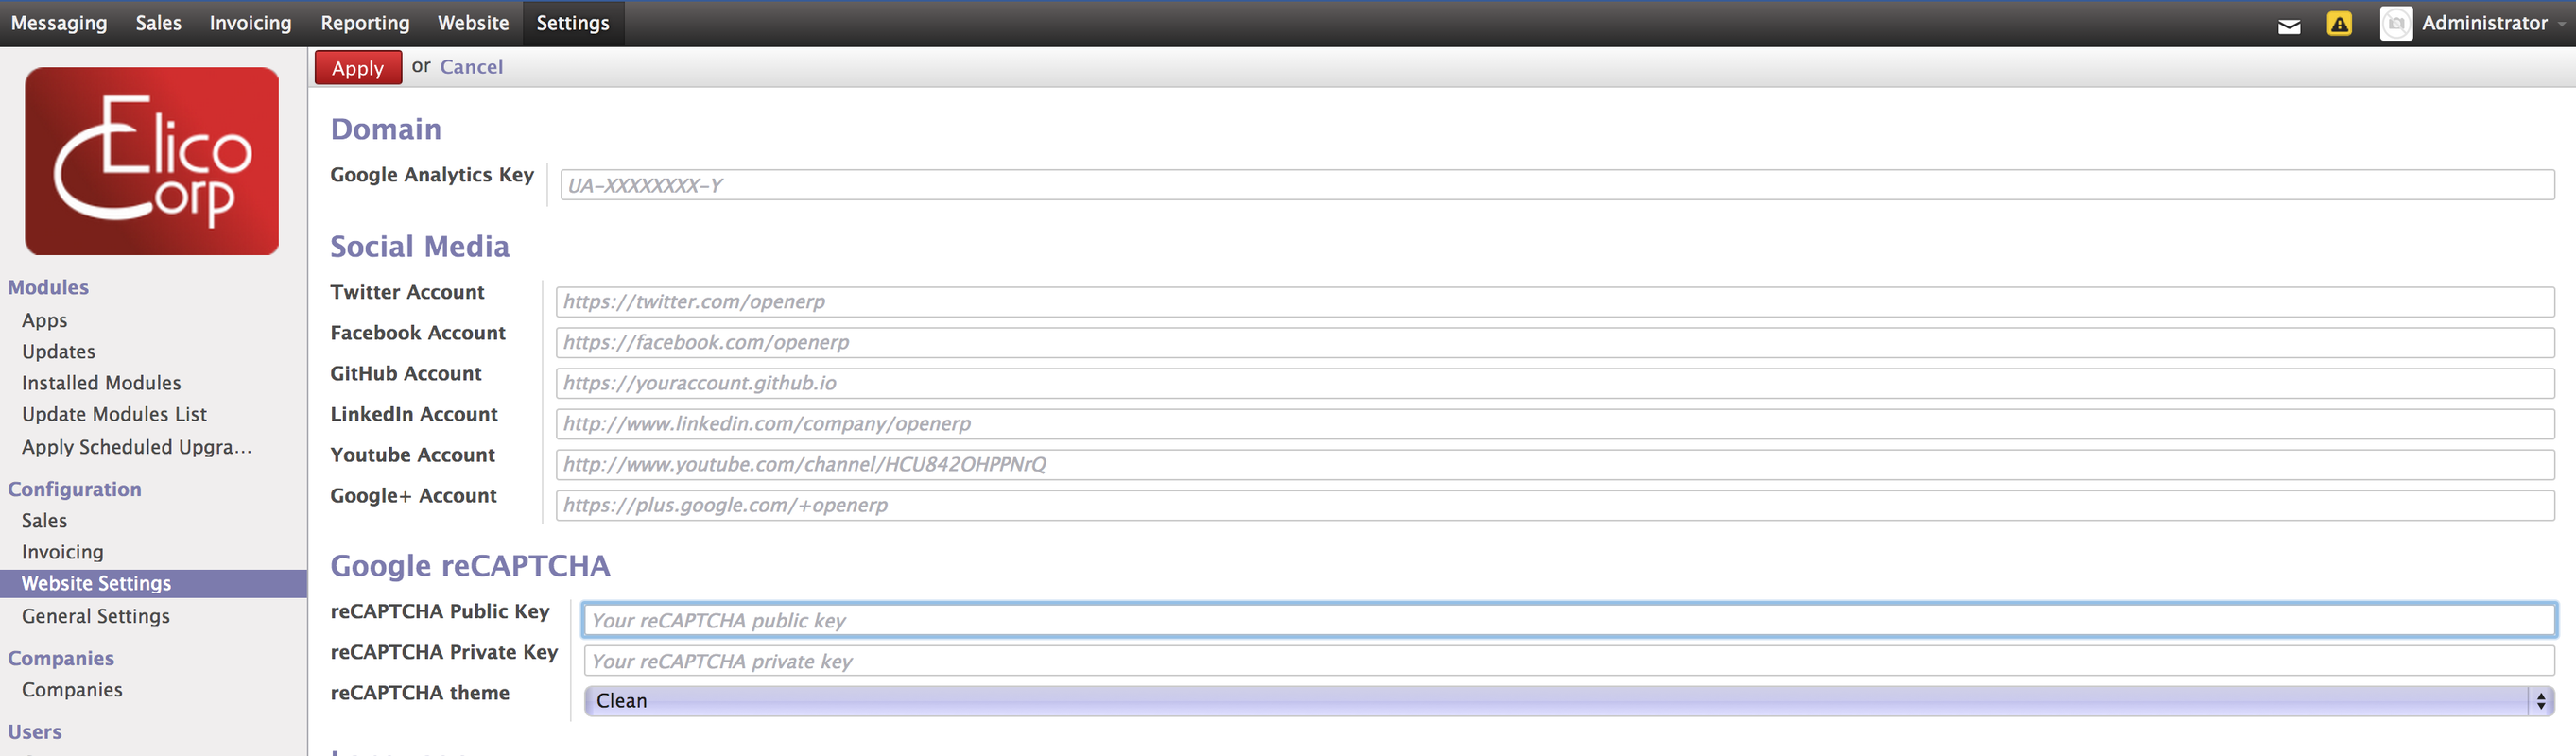 Messaging Sales Invoicing Reporting Website Settings Administrator
Apply or Cancel
Elico
Corp
Modules
Apps
Updates
Installed Modules
Update Modules List
Apply Scheduled Upgra...
Configuration
Sales
Invoicing
Website Settings
General Settings
Companies
Companies
Users
Domain
Google Analytics Key UA-XXXXXXXX-Y
Social Media
Twitter Account https://twitter.com/openerp
Facebook Account https://facebook.com/openerp
GitHub Account https://youraccount.github.io
LinkedIn Account http://www.linkedin.com/company/openerp
Youtube Account http://www.youtube.com/channel/HCU842OHPPNrQ
Google+ Account https://plus.google.com/+openerp
Google reCAPTCHA
reCAPTCHA Public Key Your reCAPTCHA public key
reCAPTCHA Private Key Your reCAPTCHA private key
reCAPTCHA theme Clean